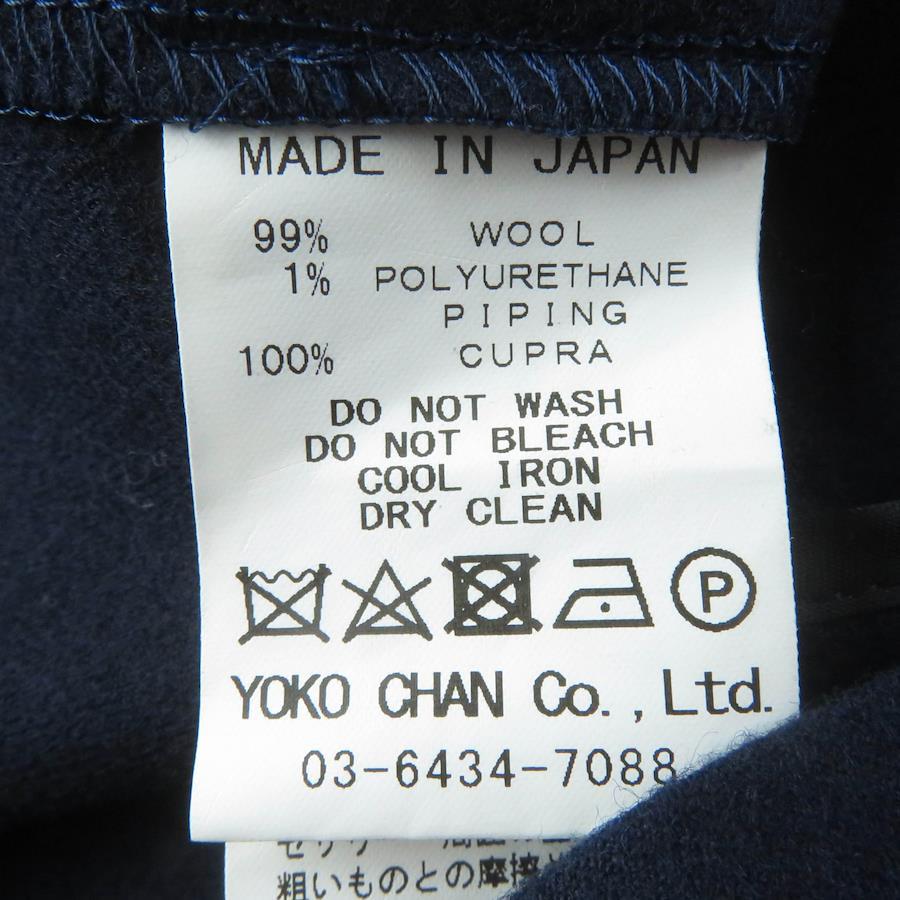 MADE IN JAPAN
99% WOOL
1% POLYURETHANE
PIPING
100% CUPRA
DO NOT WASH
DO NOT BLEACH
COOL IRON
DRY CLEAN
P
YOKO CHAN Co.,Ltd.
03-6434-7088
粗いものとの摩擦